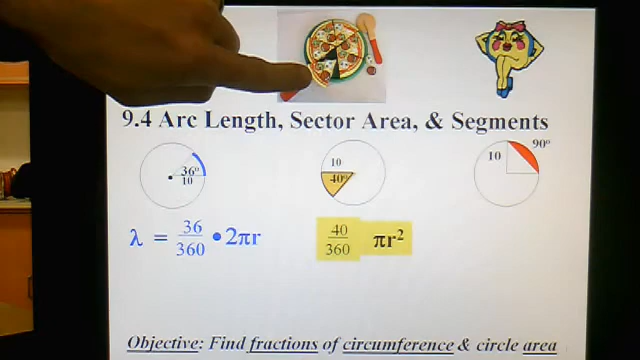 9.4 Arc Length, Sector Area, & Segments
36°
10
10
40°
10
90°
λ = 36/360 • 2πr
40/360 πr²
Objective: Find fractions of circumference & circle area